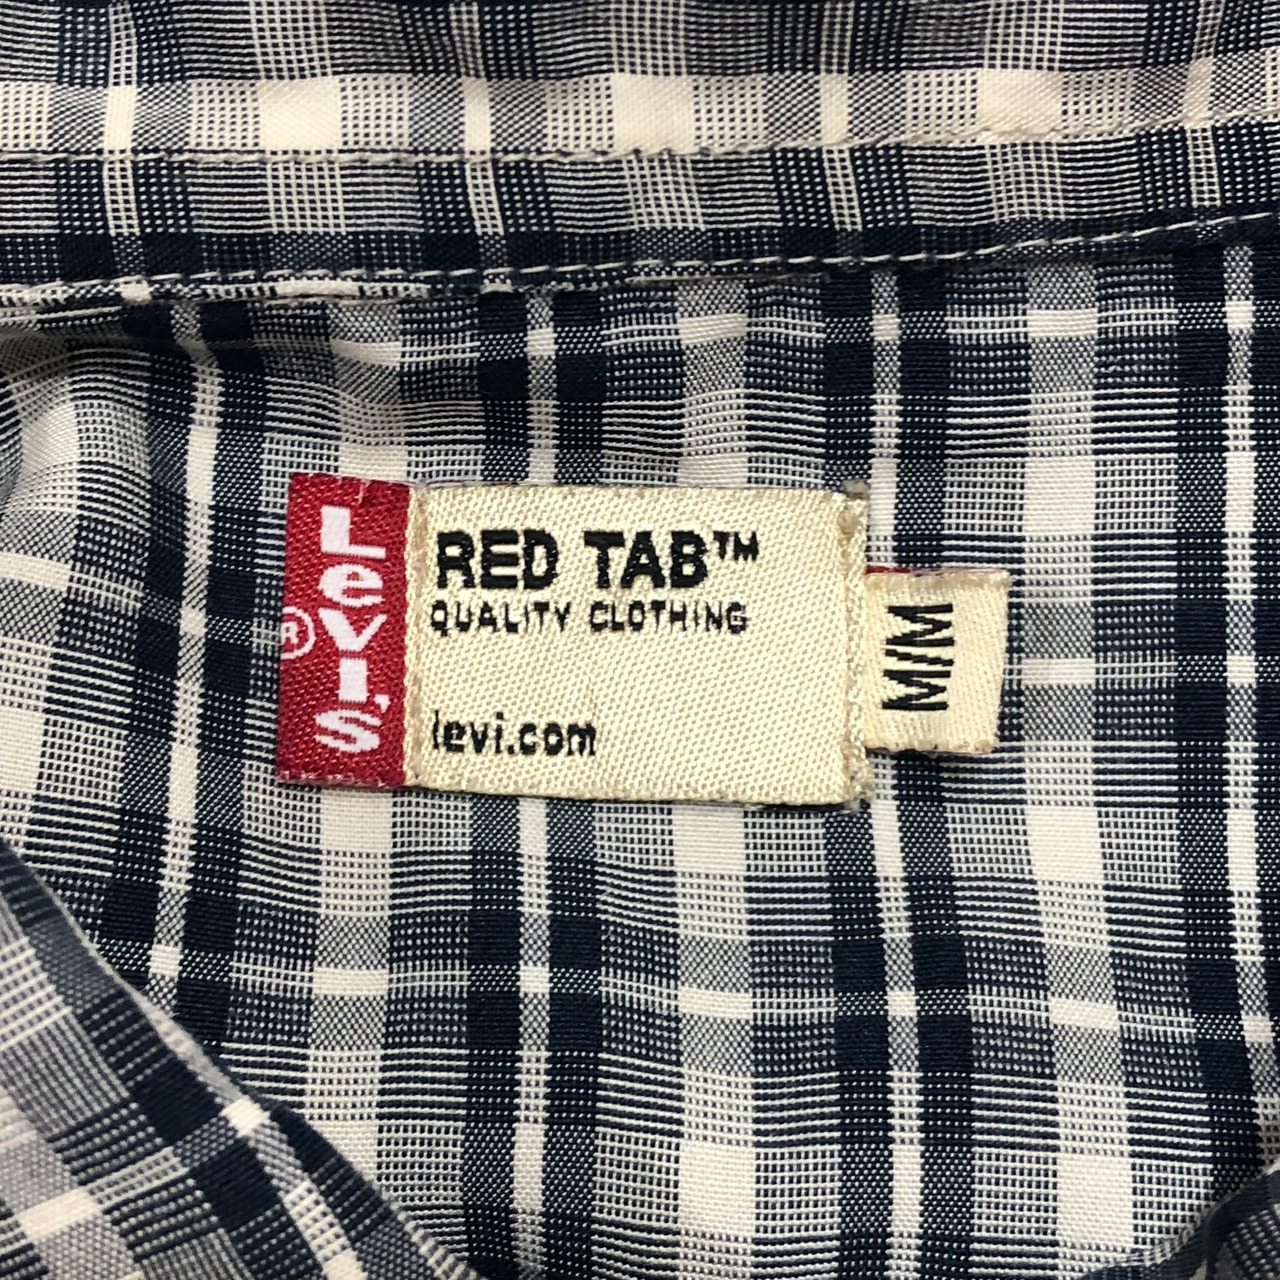 Levi's
®
RED TAB™
QUALITY CLOTHING
levi.com
M/M